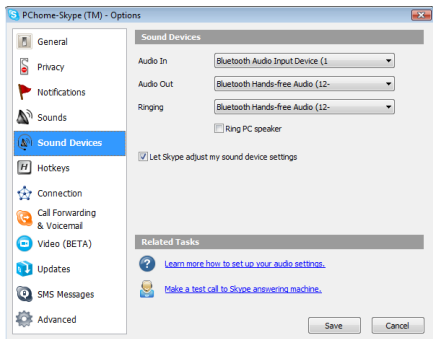 PChome-Skype (TM) - Options
General
Privacy
Notifications
Sounds
Sound Devices
H Hotkeys
Connection
Call Forwarding
& Voicemail
Video (BETA)
Updates
SMS Messages
Advanced
Sound Devices
Audio In Bluetooth Audio Input Device (1
Audio Out Bluetooth Hands-free Audio (12-
Ringing Bluetooth Hands-free Audio (12-
Ring PC speaker
Let Skype adjust my sound device settings
Related Tasks
? Learn more how to set up your audio settings.
Make a test call to Skype answering machine.
Save Cancel